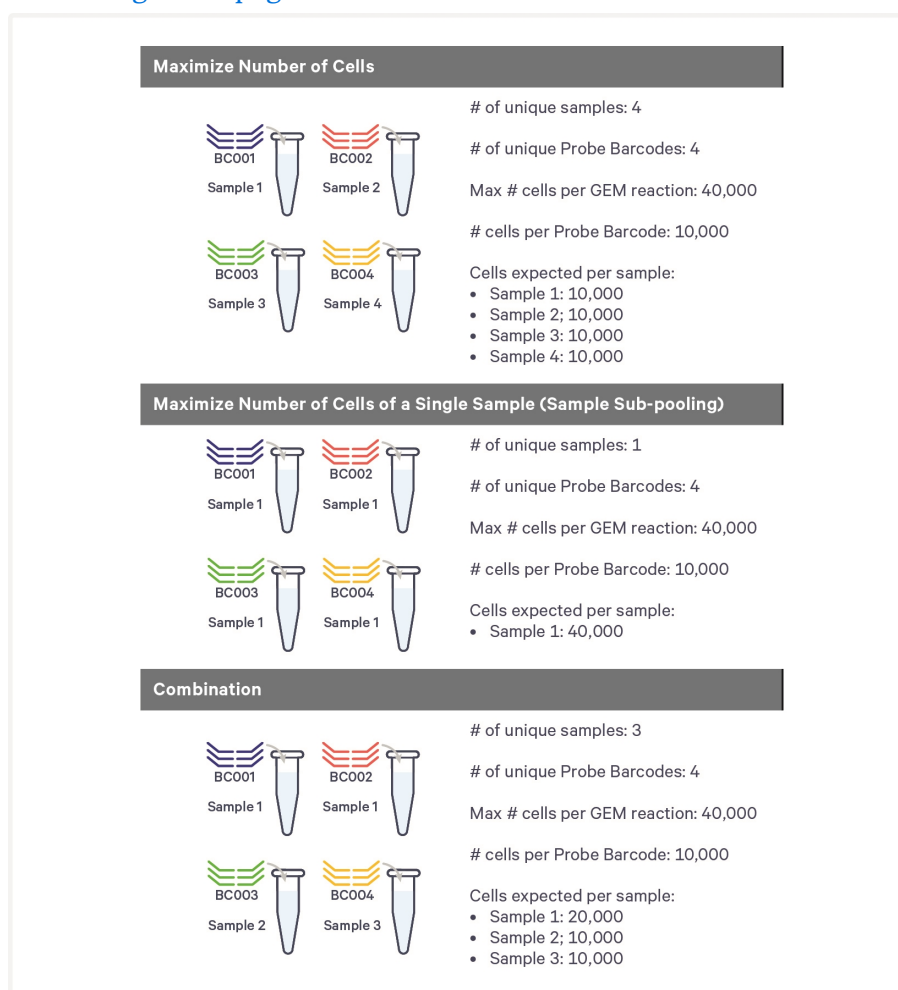 Maximize Number of Cells
BC001
BC002
Sample 1
Sample 2
BC003
BC004
Sample 3
Sample 4
# of unique samples: 4
# of unique Probe Barcodes: 4
Max # cells per GEM reaction: 40,000
# cells per Probe Barcode: 10,000
Cells expected per sample:
• Sample 1: 10,000
• Sample 2; 10,000
• Sample 3: 10,000
• Sample 4: 10,000
Maximize Number of Cells of a Single Sample (Sample Sub-pooling)
BC001
BC002
Sample 1
Sample 1
BC003
BC004
Sample 1
Sample 1
# of unique samples: 1
# of unique Probe Barcodes: 4
Max # cells per GEM reaction: 40,000
# cells per Probe Barcode: 10,000
Cells expected per sample:
• Sample 1: 40,000
Combination
BC001
BC002
Sample 1
Sample 1
BC003
BC004
Sample 2
Sample 3
# of unique samples: 3
# of unique Probe Barcodes: 4
Max # cells per GEM reaction: 40,000
# cells per Probe Barcode: 10,000
Cells expected per sample:
• Sample 1: 20,000
• Sample 2; 10,000
• Sample 3: 10,000